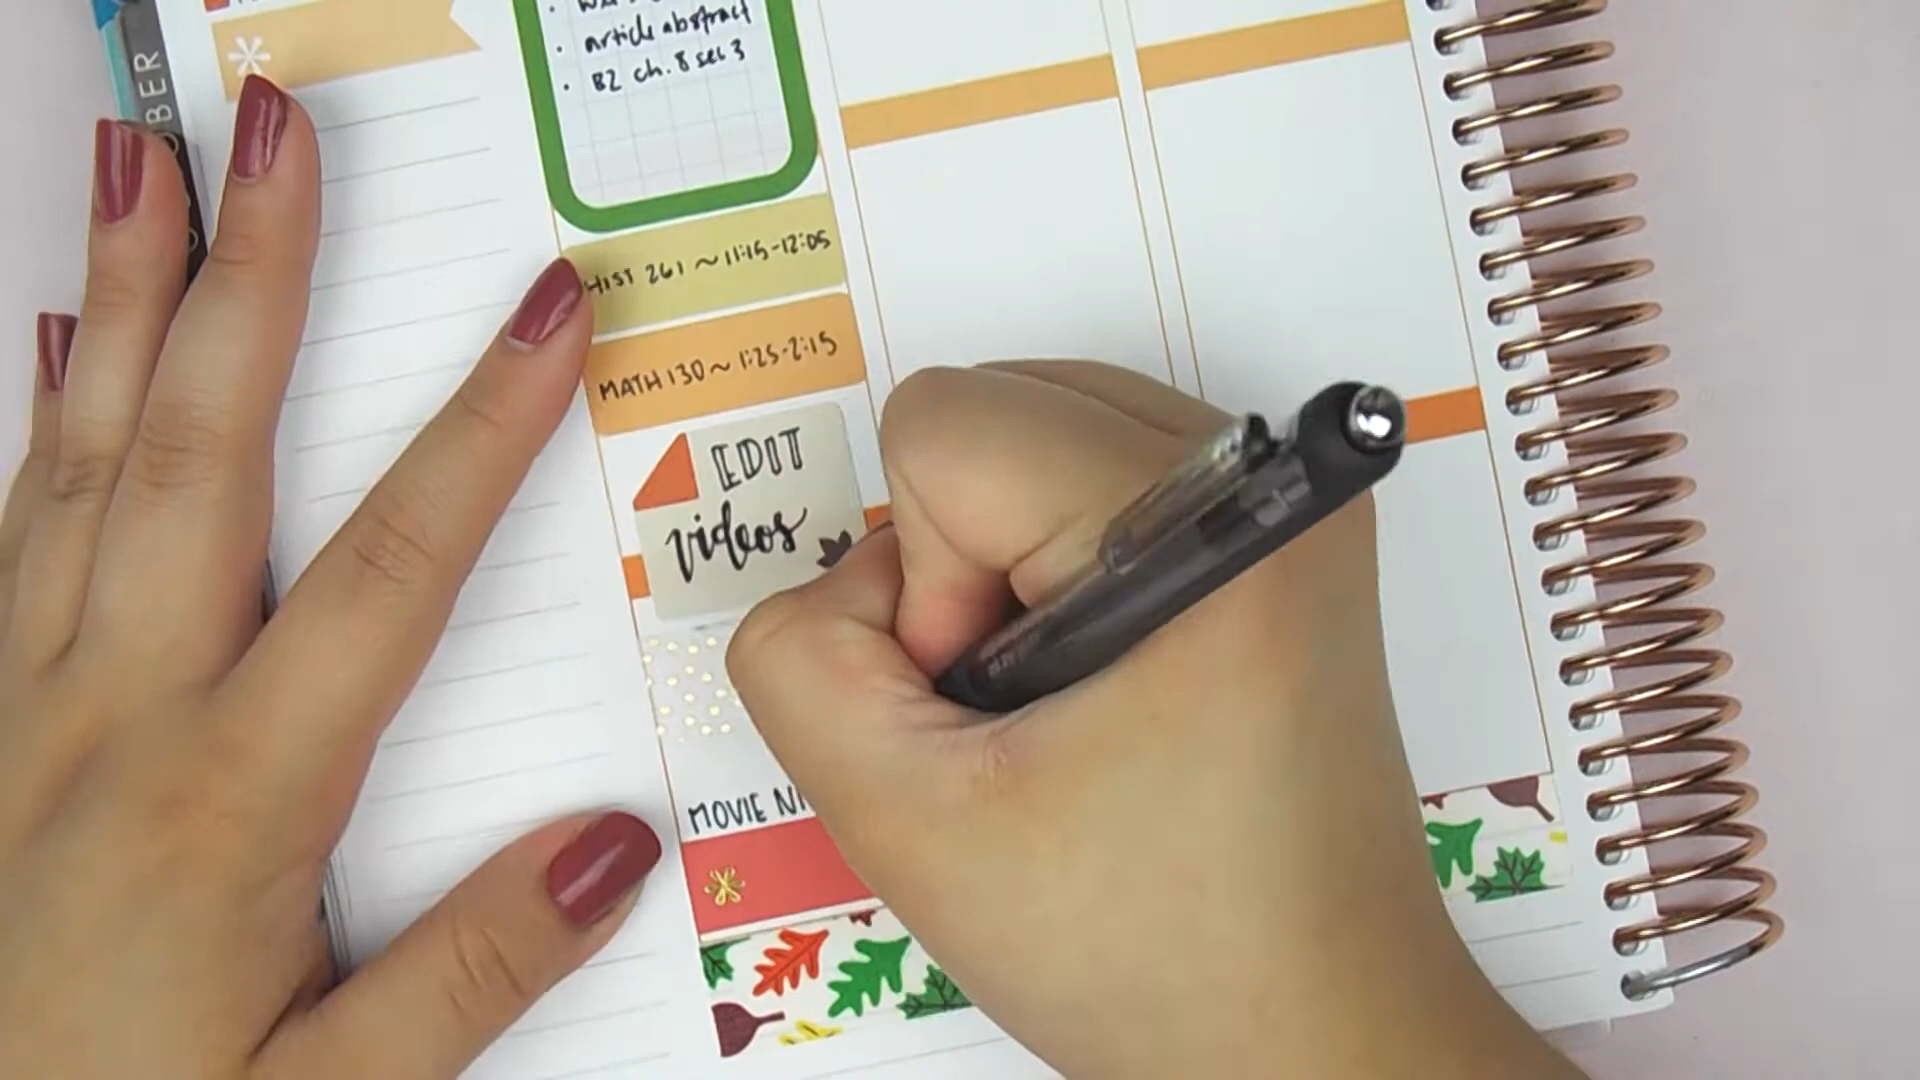 BER
article abstract
B2 ch. 8 sec 3
HIST 261 ~ 11:15-12:05
MATH 130 ~ 1:25-2:15
EDIT
videos
MOVIE